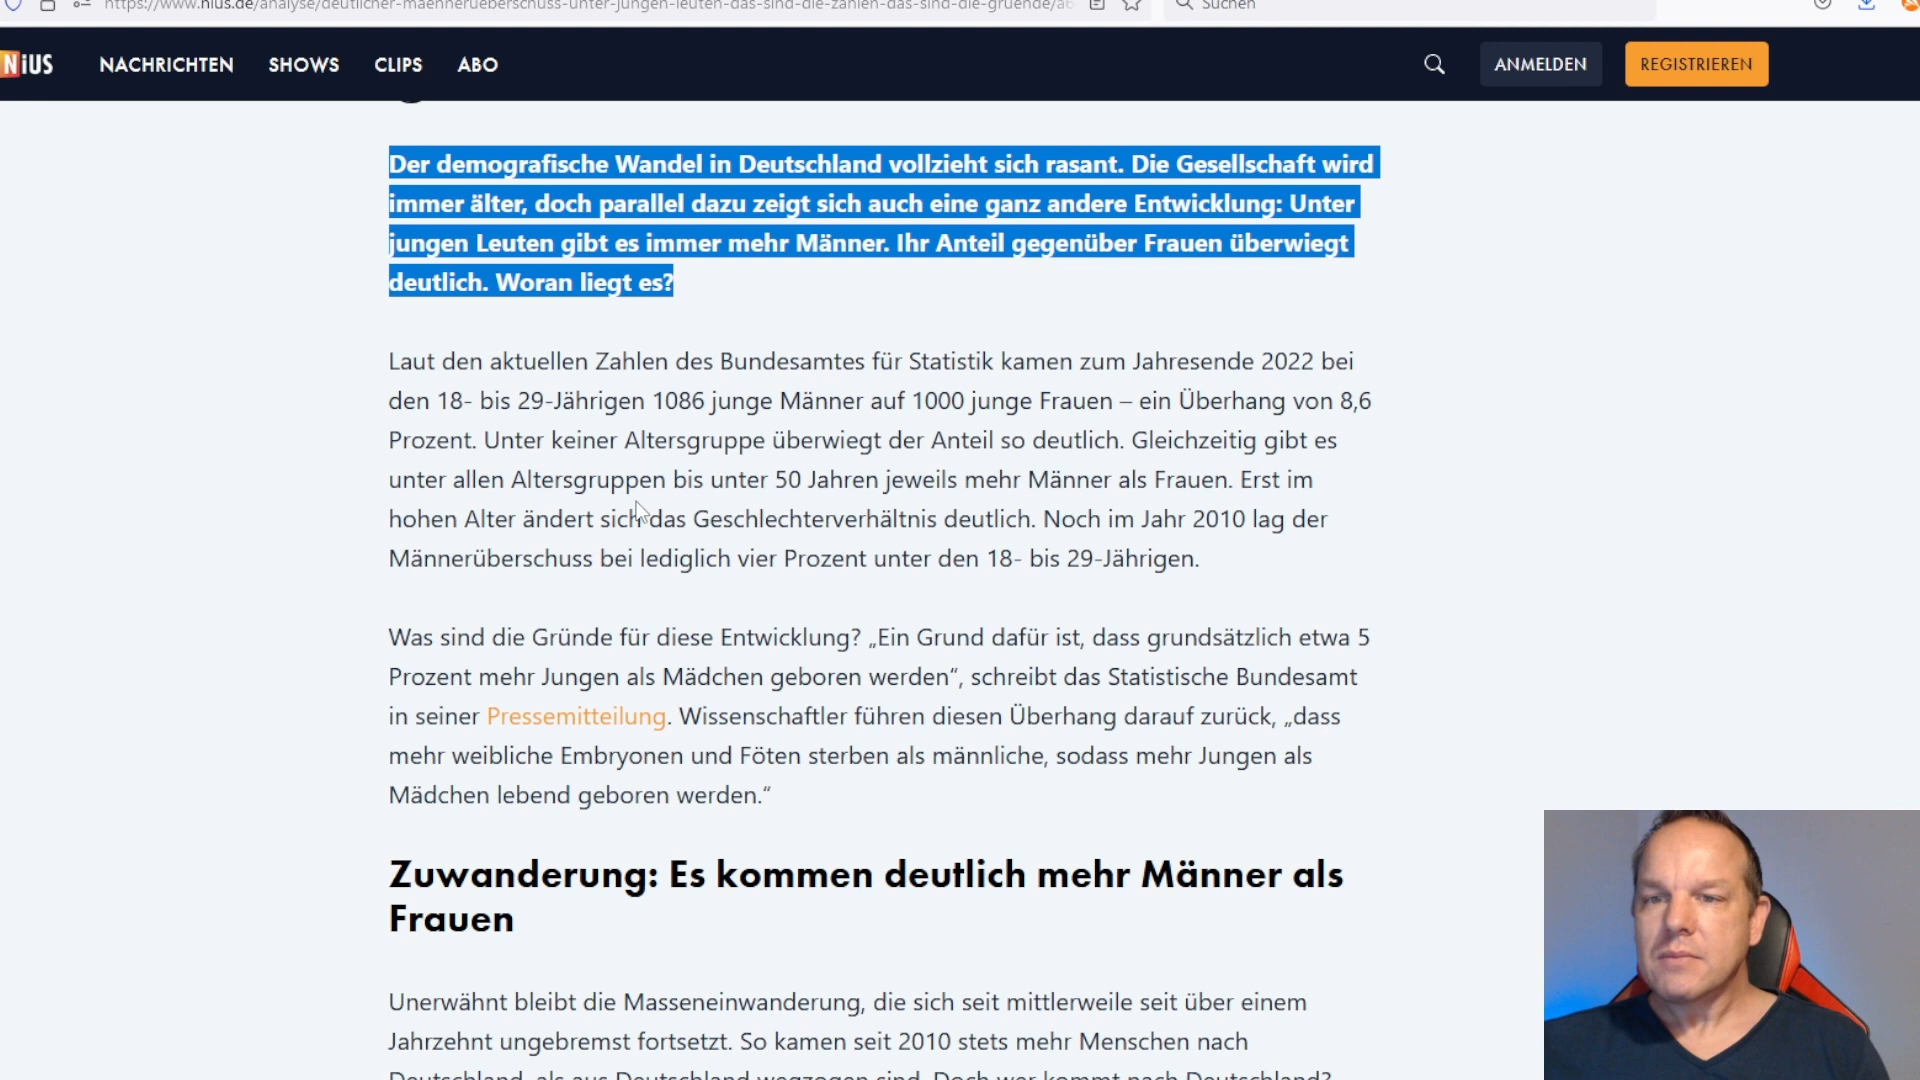 https://www.nius.de/analyse/deutlicher-maennerueberschuss-unter-jungen-leuten-das-sind-die-zahlen-das-sind-die-gruende/a6
Suchen
NiUS
NACHRICHTEN
SHOWS
CLIPS
ABO
ANMELDEN
REGISTRIEREN
Der demografische Wandel in Deutschland vollzieht sich rasant. Die Gesellschaft wird
immer älter, doch parallel dazu zeigt sich auch eine ganz andere Entwicklung: Unter
jungen Leuten gibt es immer mehr Männer. Ihr Anteil gegenüber Frauen überwiegt
deutlich. Woran liegt es?
Laut den aktuellen Zahlen des Bundesamtes für Statistik kamen zum Jahresende 2022 bei
den 18- bis 29-Jährigen 1086 junge Männer auf 1000 junge Frauen – ein Überhang von 8,6
Prozent. Unter keiner Altersgruppe überwiegt der Anteil so deutlich. Gleichzeitig gibt es
unter allen Altersgruppen bis unter 50 Jahren jeweils mehr Männer als Frauen. Erst im
hohen Alter ändert sich das Geschlechterverhältnis deutlich. Noch im Jahr 2010 lag der
Männerüberschuss bei lediglich vier Prozent unter den 18- bis 29-Jährigen.
Was sind die Gründe für diese Entwicklung? „Ein Grund dafür ist, dass grundsätzlich etwa 5
Prozent mehr Jungen als Mädchen geboren werden“, schreibt das Statistische Bundesamt
in seiner Pressemitteilung. Wissenschaftler führen diesen Überhang darauf zurück, „dass
mehr weibliche Embryonen und Föten sterben als männliche, sodass mehr Jungen als
Mädchen lebend geboren werden.“
Zuwanderung: Es kommen deutlich mehr Männer als
Frauen
Unerwähnt bleibt die Masseneinwanderung, die sich seit mittlerweile seit über einem
Jahrzehnt ungebremst fortsetzt. So kamen seit 2010 stets mehr Menschen nach
Deutschland, als aus Deutschland weggezogen sind. Doch wer kommt nach Deutschland?